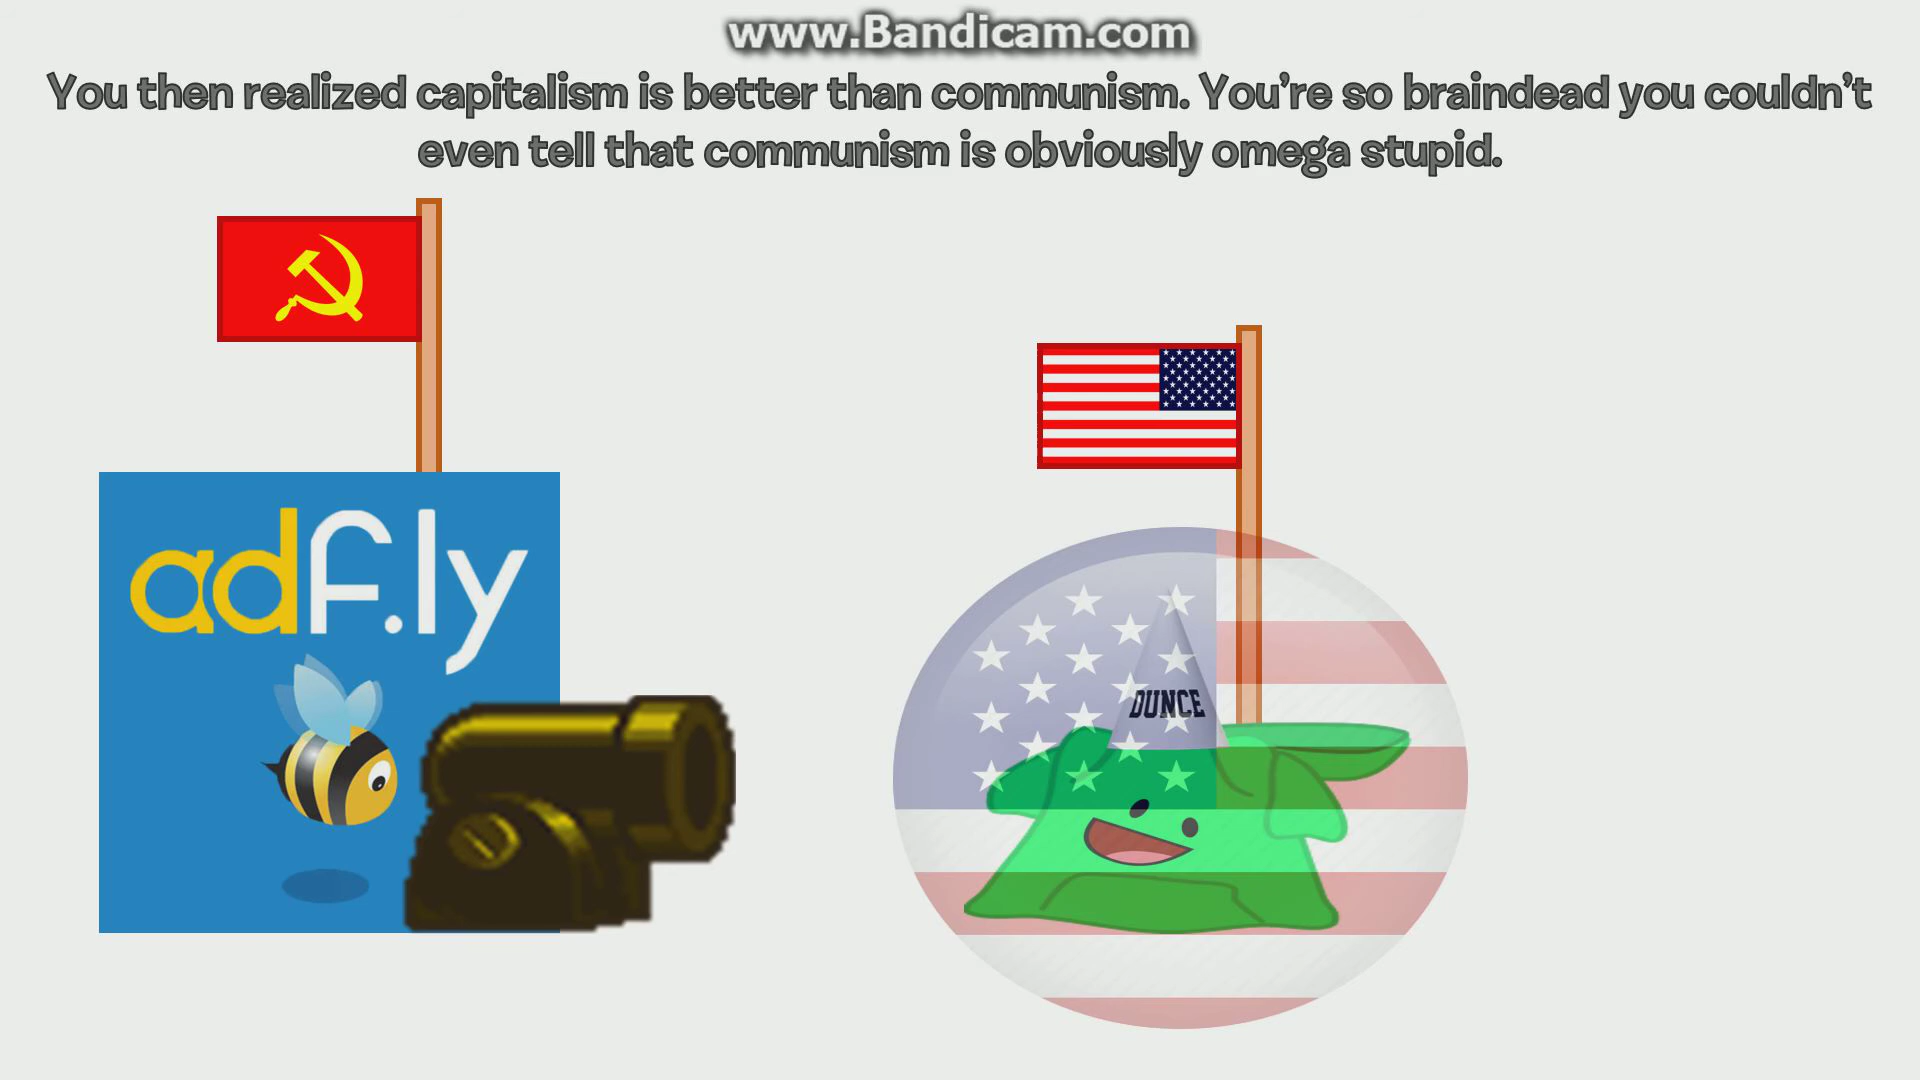 www.Bandicam.com
You then realized capitalism is better than communism. You're so braindead you couldn't
even tell that communism is obviously omega stupid.
adf.ly
DUNCE